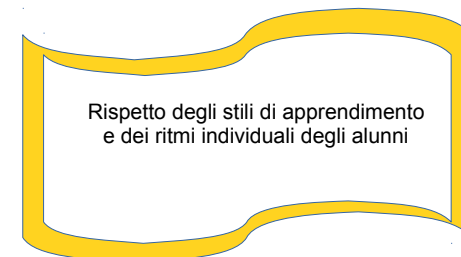 Rispetto degli stili di apprendimento
e dei ritmi individuali degli alunni